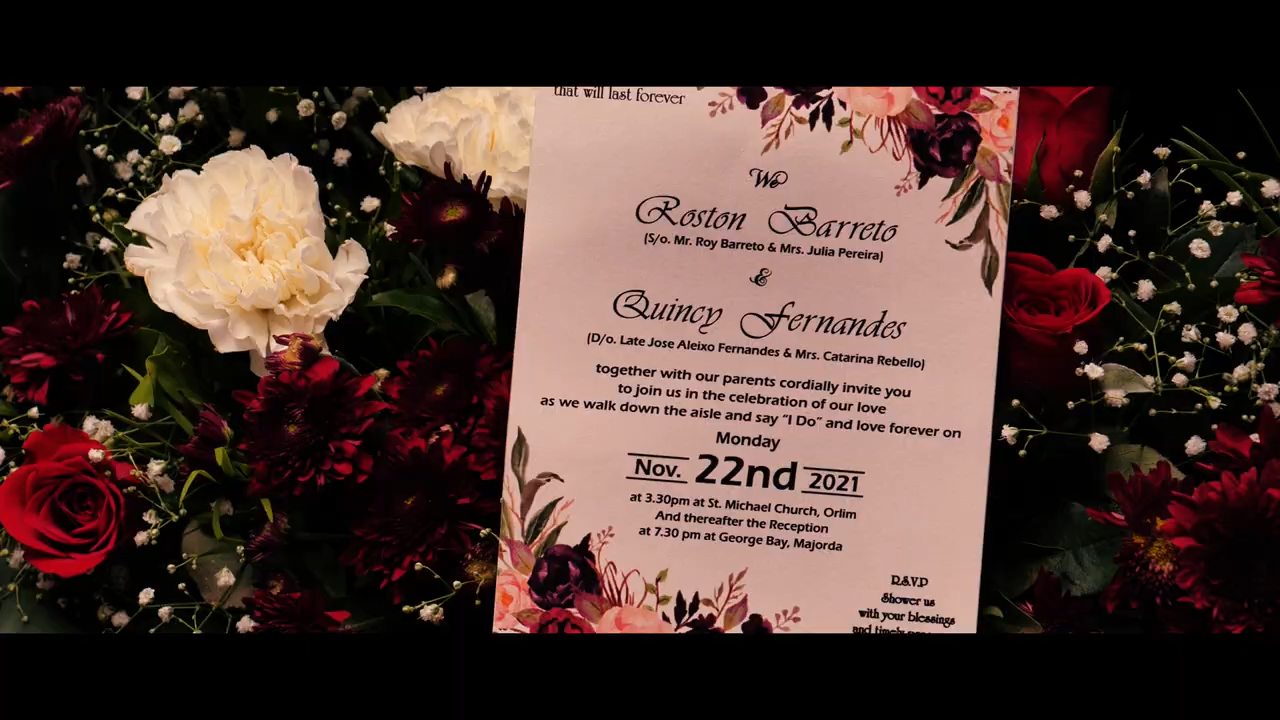 that will last forever
We
Roston Barreto
(S/o. Mr. Roy Barreto & Mrs. Julia Pereira)
&
Quincy Fernandes
(D/o. Late Jose Aleixo Fernandes & Mrs. Catarina Rebello)
together with our parents cordially invite you
to join us in the celebration of our love
as we walk down the aisle and say “I Do” and love forever on
Monday
Nov. 22nd 2021
at 3.30pm at St. Michael Church, Orlim
And thereafter the Reception
at 7.30 pm at George Bay, Majorda
R.S.V.P
Shower us
with your blessings
and timely